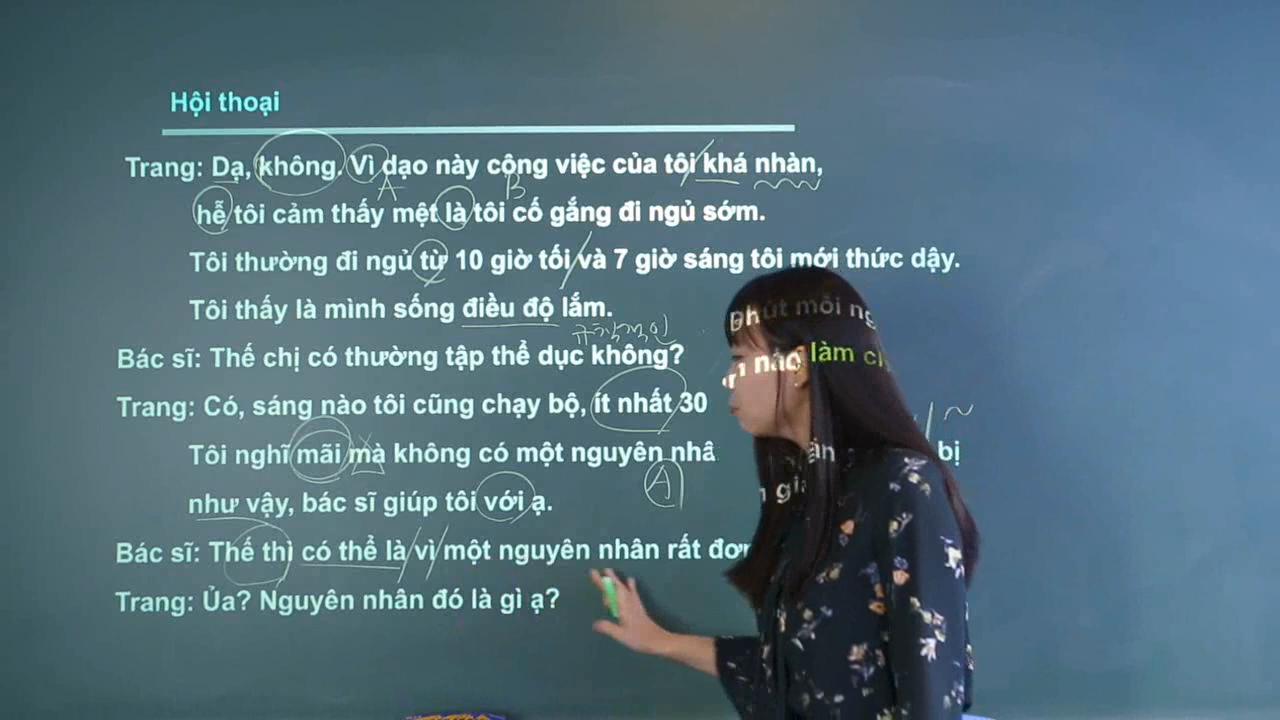 Hội thoại
Trang: Dạ, không. Vì dạo này công việc của tôi khá nhàn,
A B
hễ tôi cảm thấy mệt là tôi cố gắng đi ngủ sớm.
Tôi thường đi ngủ từ 10 giờ tối và 7 giờ sáng tôi mới thức dậy.
Tôi thấy là mình sống điều độ lắm.
Bác sĩ: Thế chị có thường tập thể dục không?
Trang: Có, sáng nào tôi cũng chạy bộ, ít nhất 30 phút mỗi
Tôi nghĩ mãi mà không có một nguyên nào làm bị
A
như vậy, bác sĩ giúp tôi với ạ.
Bác sĩ: Thế thì có thể là vì một nguyên nhân rất
Trang: Ủa? Nguyên nhân đó là gì ạ?